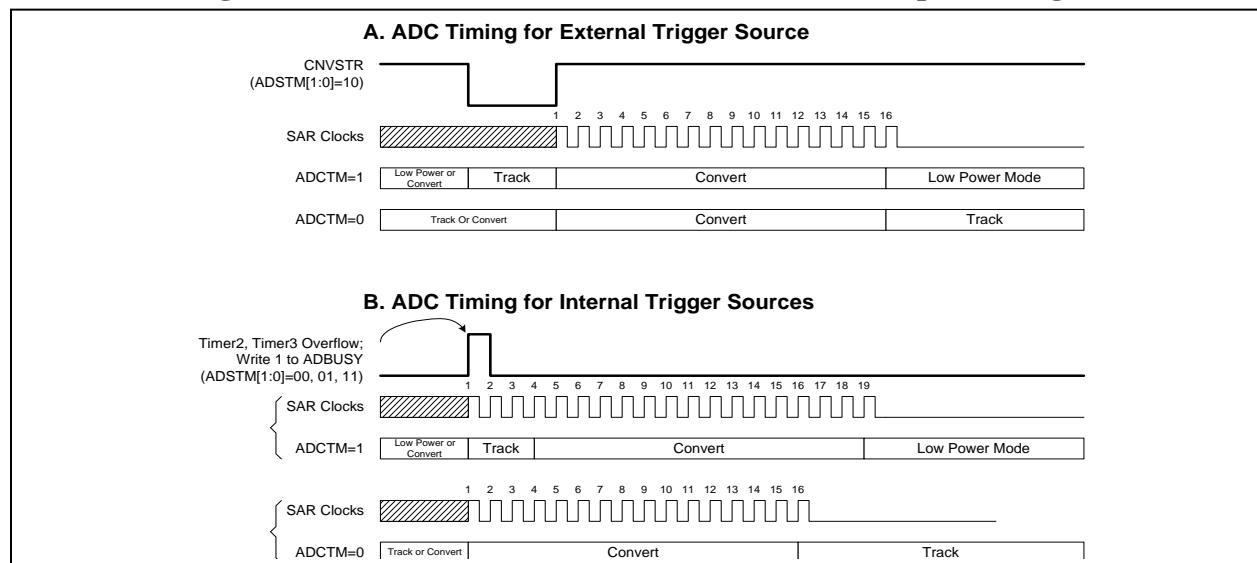 A. ADC Timing for External Trigger Source
CNVSTR
(ADSTM[1:0]=10)
1 2 3 4 5 6 7 8 9 10 11 12 13 14 15 16
SAR Clocks
ADCTM=1 Low Power or Convert Track Convert Low Power Mode
ADCTM=0 Track Or Convert Convert Track
B. ADC Timing for Internal Trigger Sources
Timer2, Timer3 Overflow;
Write 1 to ADBUSY
(ADSTM[1:0]=00, 01, 11)
1 2 3 4 5 6 7 8 9 10 11 12 13 14 15 16 17 18 19
SAR Clocks
ADCTM=1 Low Power or Convert Track Convert Low Power Mode
1 2 3 4 5 6 7 8 9 10 11 12 13 14 15 16
SAR Clocks
ADCTM=0 Track or Convert Convert Track